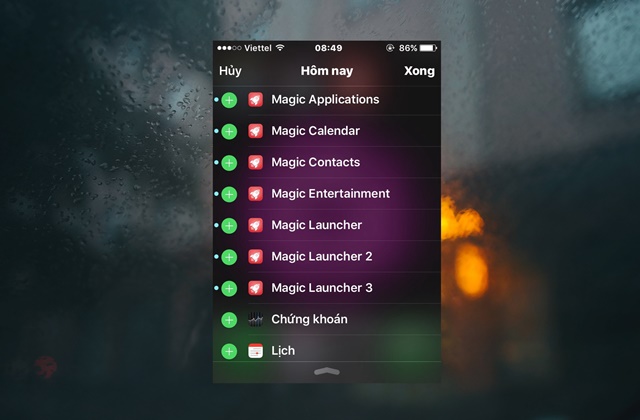 Viettel 08:49 86%
Hủy Hôm nay Xong
Magic Applications
Magic Calendar
Magic Contacts
Magic Entertainment
Magic Launcher
Magic Launcher 2
Magic Launcher 3
Chứng khoán
Lịch